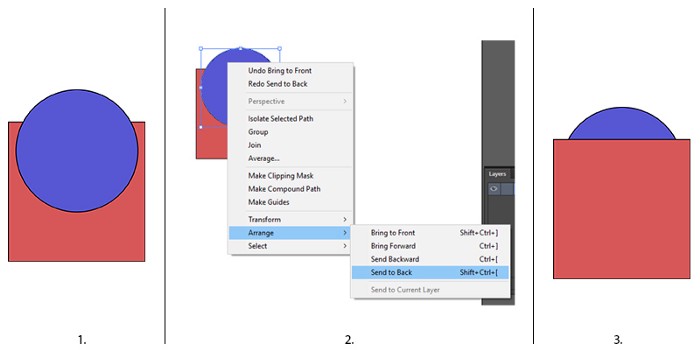 Undo Bring to Front
Redo Send to Back
Perspective >
Isolate Selected Path
Group
Join
Average...
Make Clipping Mask
Make Compound Path
Make Guides
Transform >
Arrange >
Select >
Bring to Front Shift+Ctrl+]
Bring Forward Ctrl+]
Send Backward Ctrl+[
Send to Back Shift+Ctrl+[
Send to Current Layer
Layers
1.
2.
3.